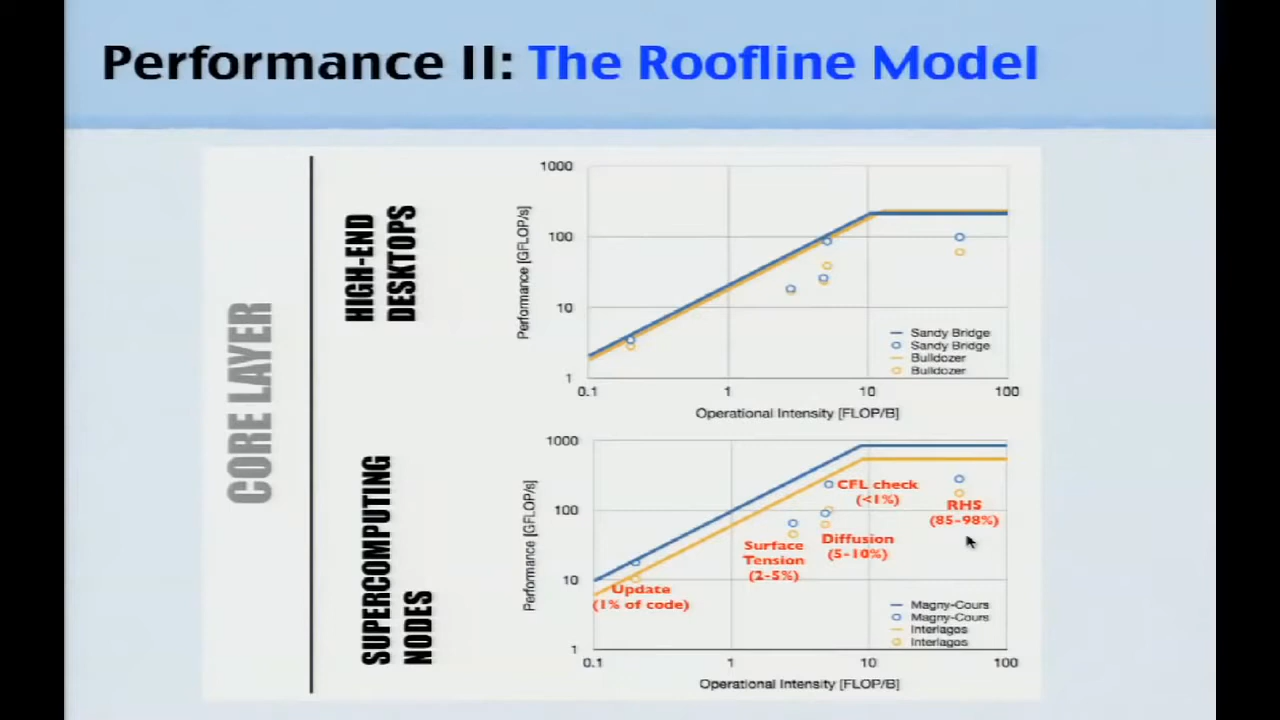 Performance II: The Roofline Model
CORE LAYER
HIGH-END
DESKTOPS
Performance [GFLOP/s]
1000
100
10
1
0.1
1
10
100
Operational Intensity [FLOP/B]
Sandy Bridge
Sandy Bridge
Bulldozer
Bulldozer
SUPERCOMPUTING
NODES
Performance [GFLOP/s]
1000
100
10
1
0.1
1
10
100
Operational Intensity [FLOP/B]
CFL check
(<1%)
RHS
(85-98%)
Surface
Tension
(2-5%)
Diffusion
(5-10%)
Update
(1% of code)
Magny-Cours
Magny-Cours
Interlagos
Interlagos